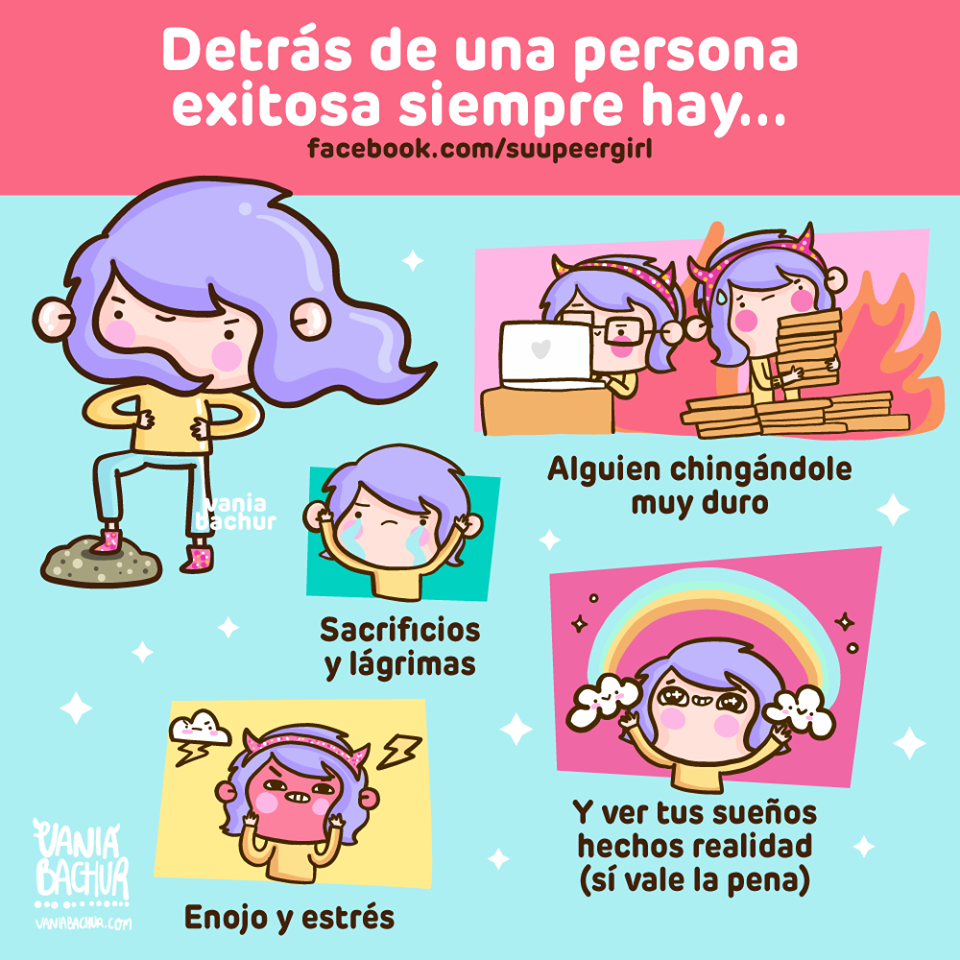 Detrás de una persona
exitosa siempre hay...
facebook.com/suupeergirl
Alguien chingándole
muy duro
vania
bachur
Sacrificios
y lágrimas
Y ver tus sueños
hechos realidad
(sí vale la pena)
Enojo y estrés
VANIA
BACHUR
VANIABACHUR.COM